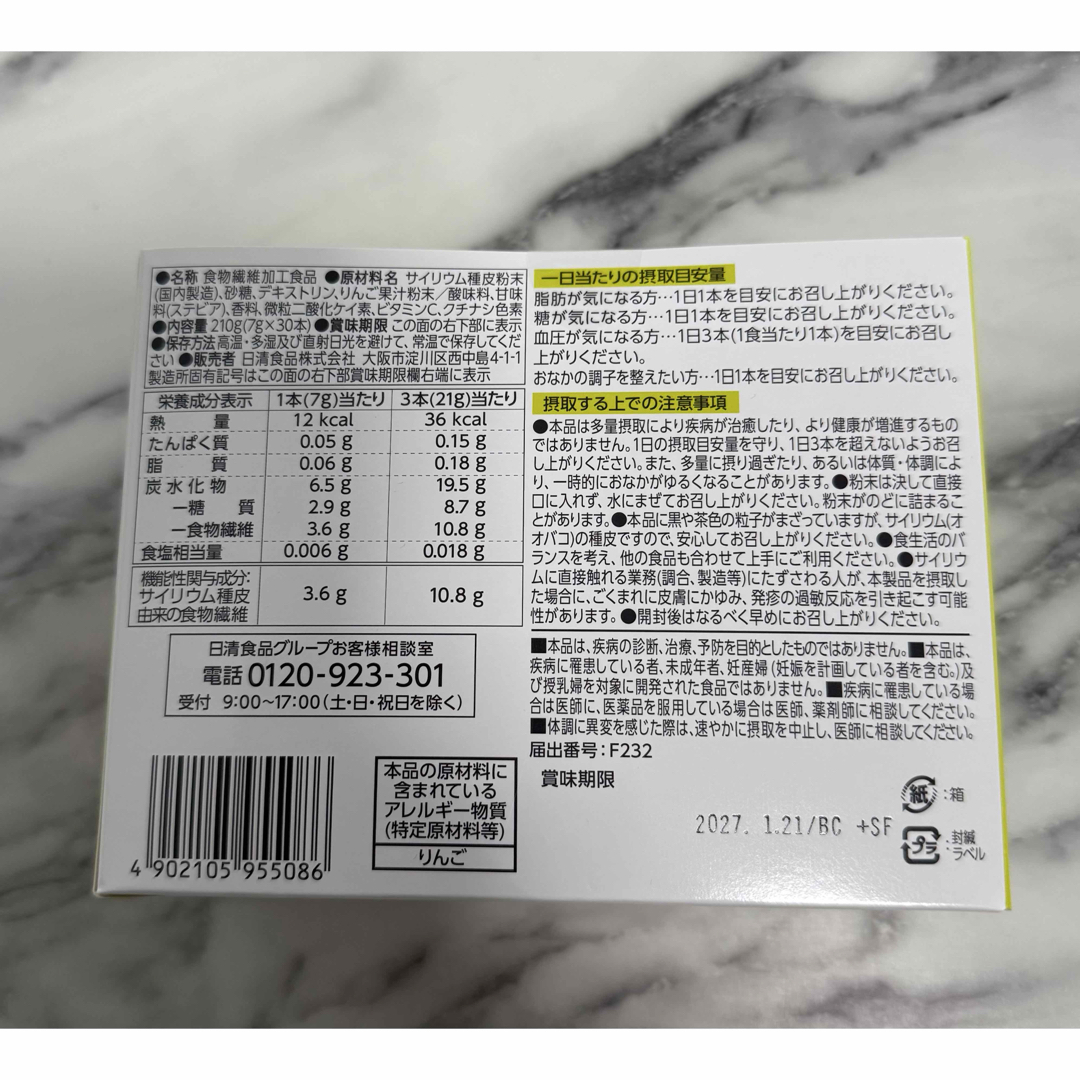 ●名称 食物繊維加工食品 ●原材料名 サイリウム種皮粉末
(国内製造)、砂糖、デキストリン、りんご果汁粉末／酸味料、甘味
料(ステビア)、香料、微粒二酸化ケイ素、ビタミンC、クチナシ色素
●内容量 210g(7g×30本) ●賞味期限 この面の右下部に表示
●保存方法 高温・多湿及び直射日光を避けて、常温で保存してくだ
さい ●販売者 日清食品株式会社 大阪市淀川区西中島4-1-1
製造所固有記号はこの面の右下部賞味期限欄右端に表示
栄養成分表示 1本(7g)当たり 3本(21g)当たり
熱量 12 kcal 36 kcal
たんぱく質 0.05 g 0.15 g
脂質 0.06 g 0.18 g
炭水化物 6.5 g 19.5 g
ー糖質 2.9 g 8.7 g
ー食物繊維 3.6 g 10.8 g
食塩相当量 0.006 g 0.018 g
機能性関与成分:
サイリウム種皮 3.6 g 10.8 g
由来の食物繊維
日清食品グループお客様相談室
電話 0120-923-301
受付 9:00～17:00(土・日・祝日を除く)
4 902105 955086
本品の原材料に
含まれている
アレルギー物質
(特定原材料等)
りんご
一日当たりの摂取目安量
脂肪が気になる方…1日1本を目安にお召し上がりください。
糖が気になる方…1日1本を目安にお召し上がりください。
血圧が気になる方…1日3本(1食当たり1本)を目安にお召し
上がりください。
おなかの調子を整えたい方…1日1本を目安にお召し上がりください。
摂取する上での注意事項
●本品は多量摂取により疾病が治癒したり、より健康が増進するもの
ではありません。1日の摂取目安量を守り、1日3本を超えないようお召
し上がりください。また、多量に摂り過ぎたり、あるいは体質・体調によ
り、一時的におなかがゆるくなることがあります。●粉末は決して直接
口に入れず、水にまぜてお召し上がりください。粉末がのどに詰まるこ
とがあります。●本品に黒や茶色の粒子がまざっていますが、サイリウム(オ
オバコ)の種皮ですので、安心してお召し上がりください。●食生活のバ
ランスを考え、他の食品も合わせて上手にご利用ください。●サイリウ
ムに直接触れる業務(調合、製造等)にたずさわる人が、本製品を摂取し
た場合に、ごくまれに皮膚にかゆみ、発疹の過敏反応を引き起こす可能
性があります。●開封後はなるべく早めにお召し上がりください。
■本品は、疾病の診断、治療、予防を目的としたものではありません。■本品は、
疾病に罹患している者、未成年者、妊産婦(妊娠を計画している者を含む。)及
び授乳婦を対象に開発された食品ではありません。■疾病に罹患している場
合は医師に、医薬品を服用している場合は医師、薬剤師に相談してください。
■体調に異変を感じた際は、速やかに摂取を中止し、医師に相談してください。
届出番号:F232
賞味期限
2027. 1.21/BC +SF
紙 :箱
プラ :封緘
ラベル